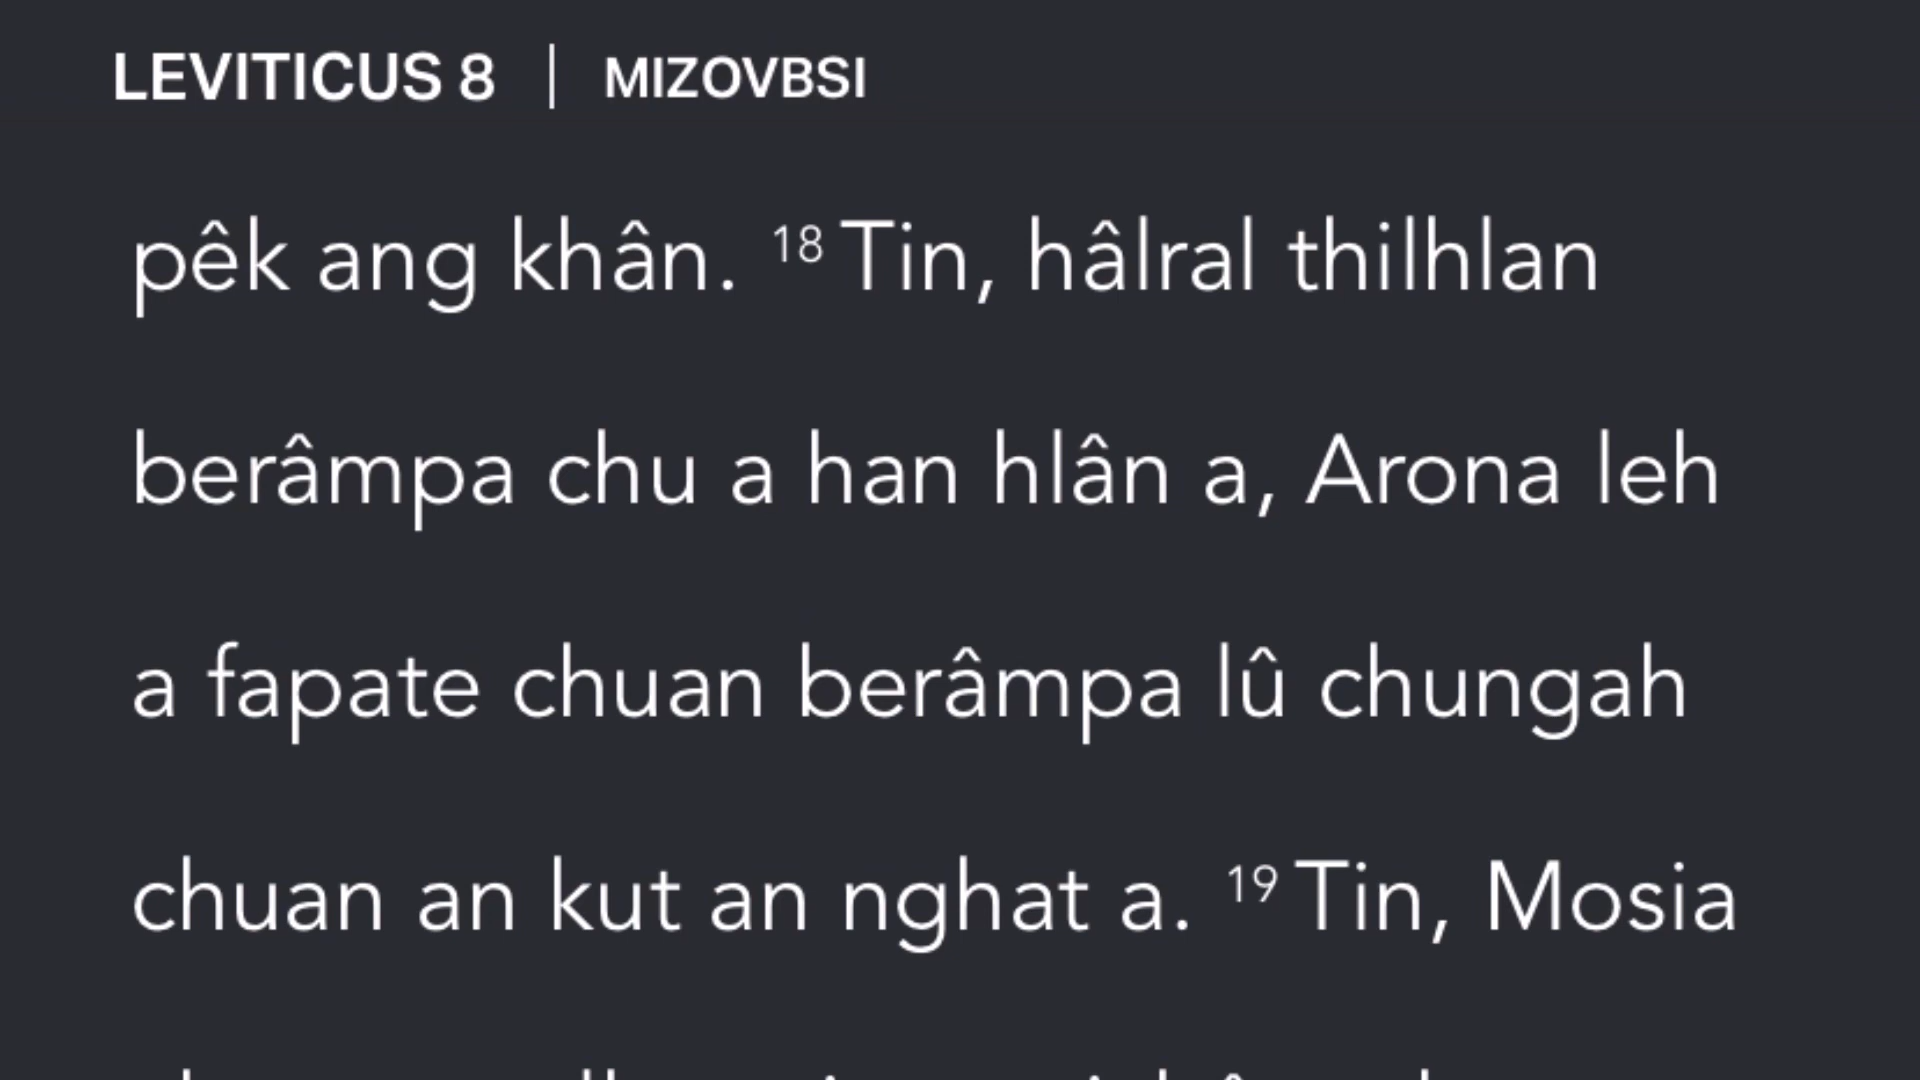 LEVITICUS 8 | MIZOVBSI
pêk ang khân. 18 Tin, hâlral thilhlan
berâmpa chu a han hlân a, Arona leh
a fapate chuan berâmpa lû chungah
chuan an kut an nghat a. 19 Tin, Mosia